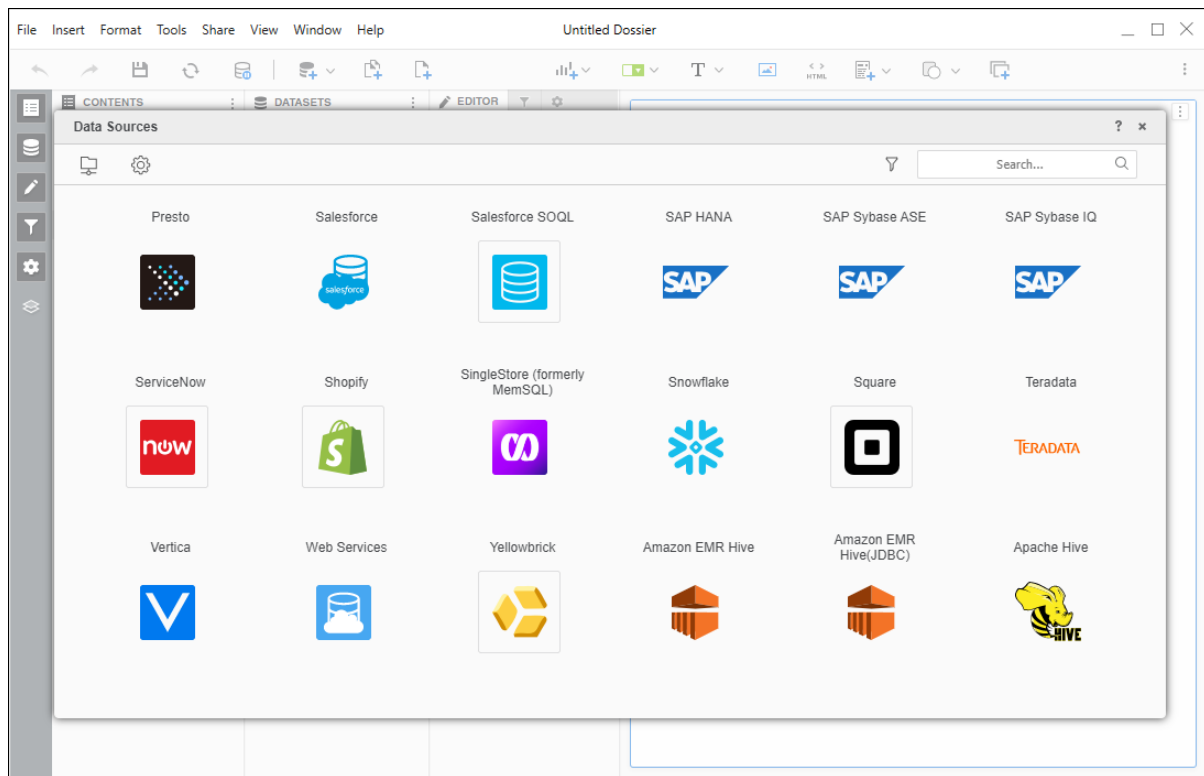 File Insert Format Tools Share View Window Help Untitled Dossier
T HTML
CONTENTS DATASETS EDITOR
Data Sources ?
Search...
Presto Salesforce Salesforce SOQL SAP HANA SAP Sybase ASE SAP Sybase IQ
salesforce SAP SAP SAP
ServiceNow Shopify SingleStore (formerly MemSQL) Snowflake Square Teradata
now S TERADATA
Vertica Web Services Yellowbrick Amazon EMR Hive Amazon EMR Hive(JDBC) Apache Hive
V HIVE